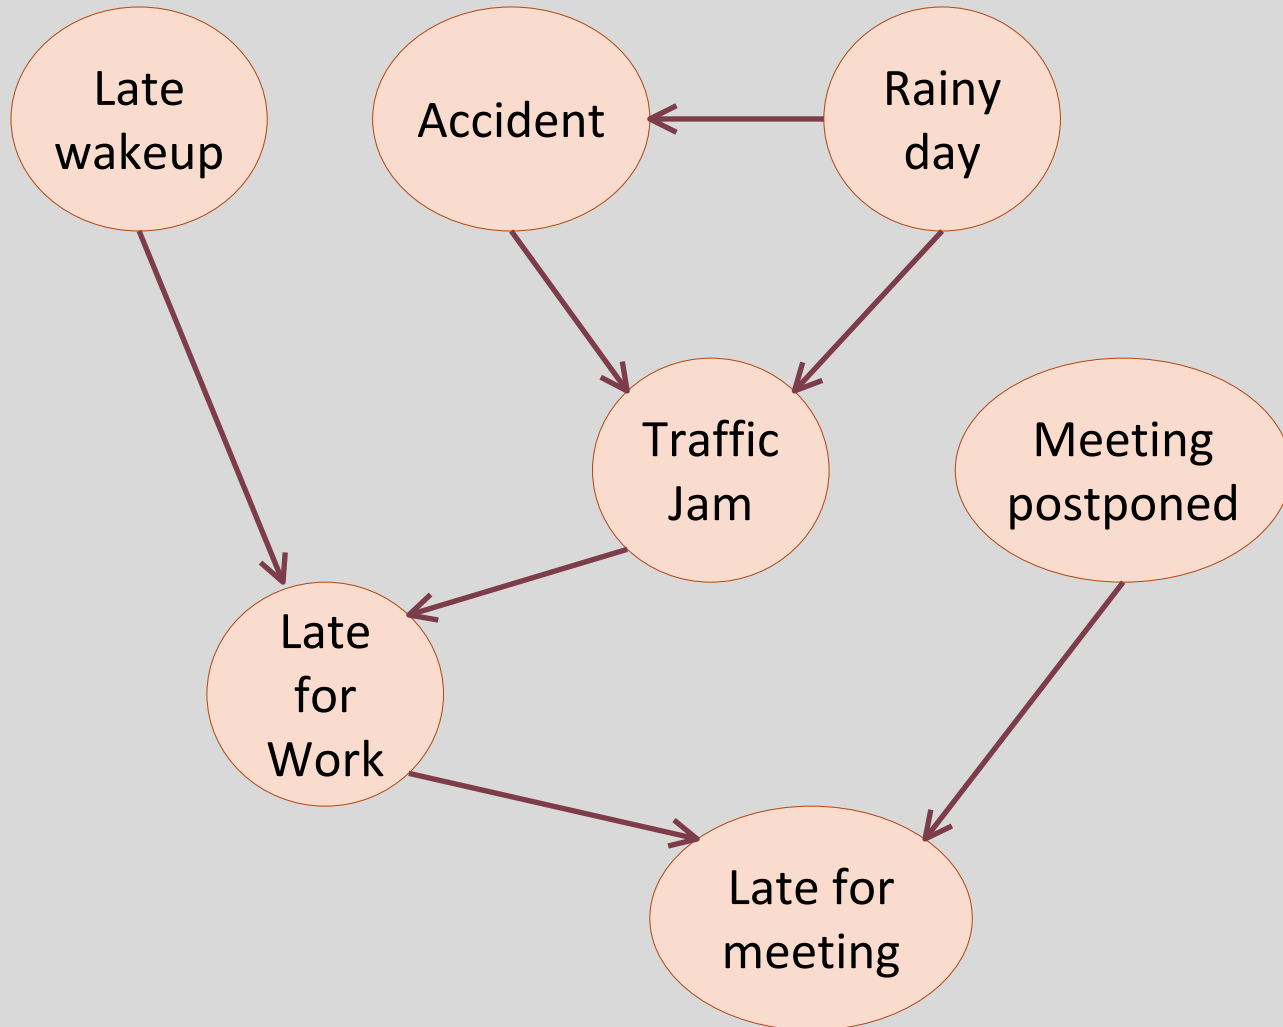 Late
wakeup
Accident
Rainy
day
Traffic
Jam
Meeting
postponed
Late
for
Work
Late for
meeting